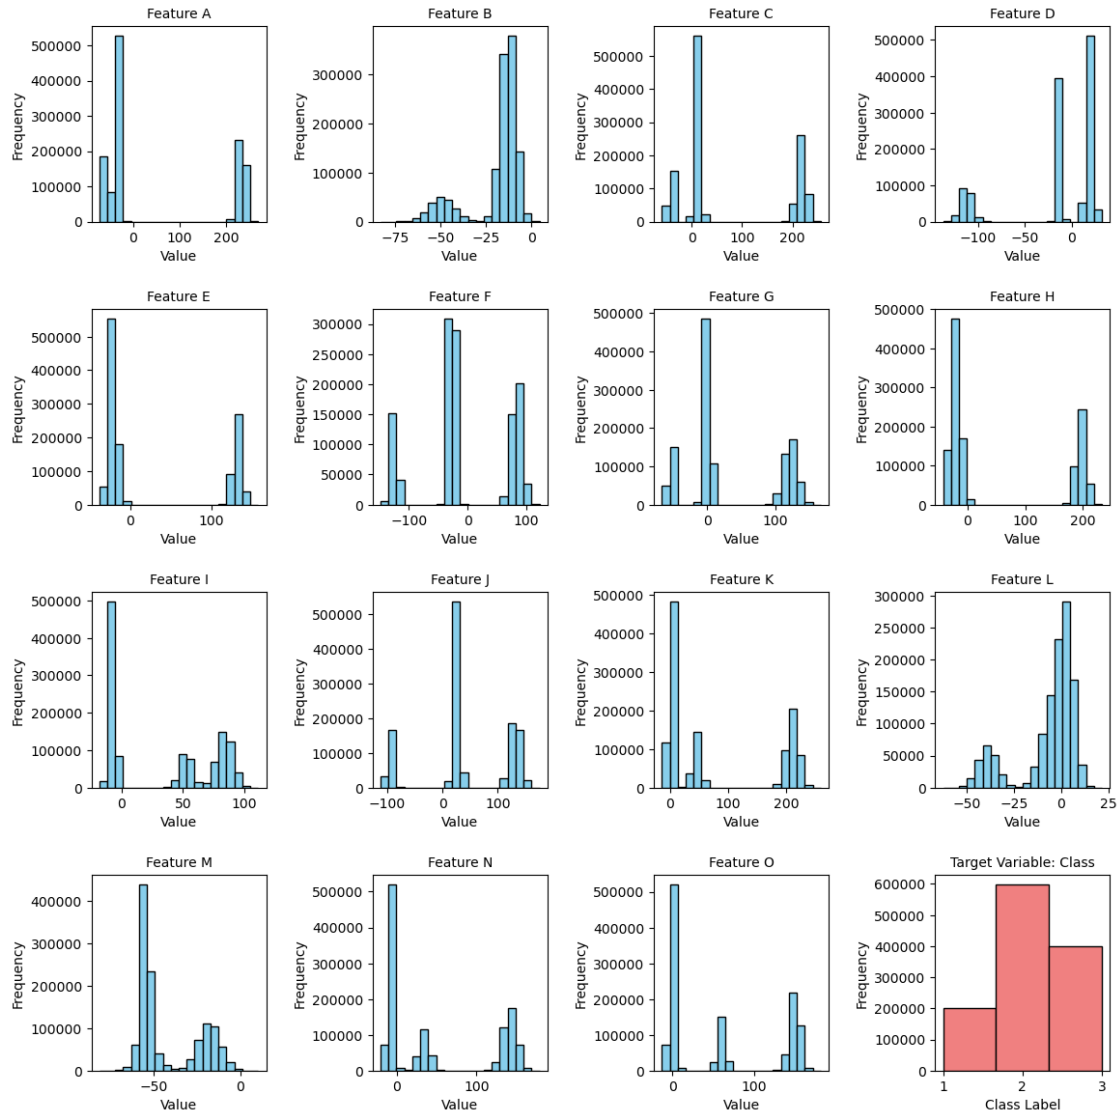 Feature A
Frequency
500000
400000
300000
200000
100000
0
0 100 200
Value
Feature B
Frequency
300000
200000
100000
0
−75 −50 −25 0
Value
Feature C
Frequency
500000
400000
300000
200000
100000
0
0 100 200
Value
Feature D
Frequency
500000
400000
300000
200000
100000
0
−100 −50 0
Value
Feature E
Frequency
500000
400000
300000
200000
100000
0
0 100
Value
Feature F
Frequency
300000
250000
200000
150000
100000
50000
0
−100 0 100
Value
Feature G
Frequency
500000
400000
300000
200000
100000
0
0 100
Value
Feature H
Frequency
500000
400000
300000
200000
100000
0
0 100 200
Value
Feature I
Frequency
500000
400000
300000
200000
100000
0
0 50 100
Value
Feature J
Frequency
500000
400000
300000
200000
100000
0
−100 0 100
Value
Feature K
Frequency
500000
400000
300000
200000
100000
0
0 100 200
Value
Feature L
Frequency
300000
250000
200000
150000
100000
50000
0
−50 −25 0 25
Value
Feature M
Frequency
400000
300000
200000
100000
0
−50 0
Value
Feature N
Frequency
500000
400000
300000
200000
100000
0
0 100
Value
Feature O
Frequency
500000
400000
300000
200000
100000
0
0 100
Value
Target Variable: Class
Frequency
600000
500000
400000
300000
200000
100000
0
1 2 3
Class Label